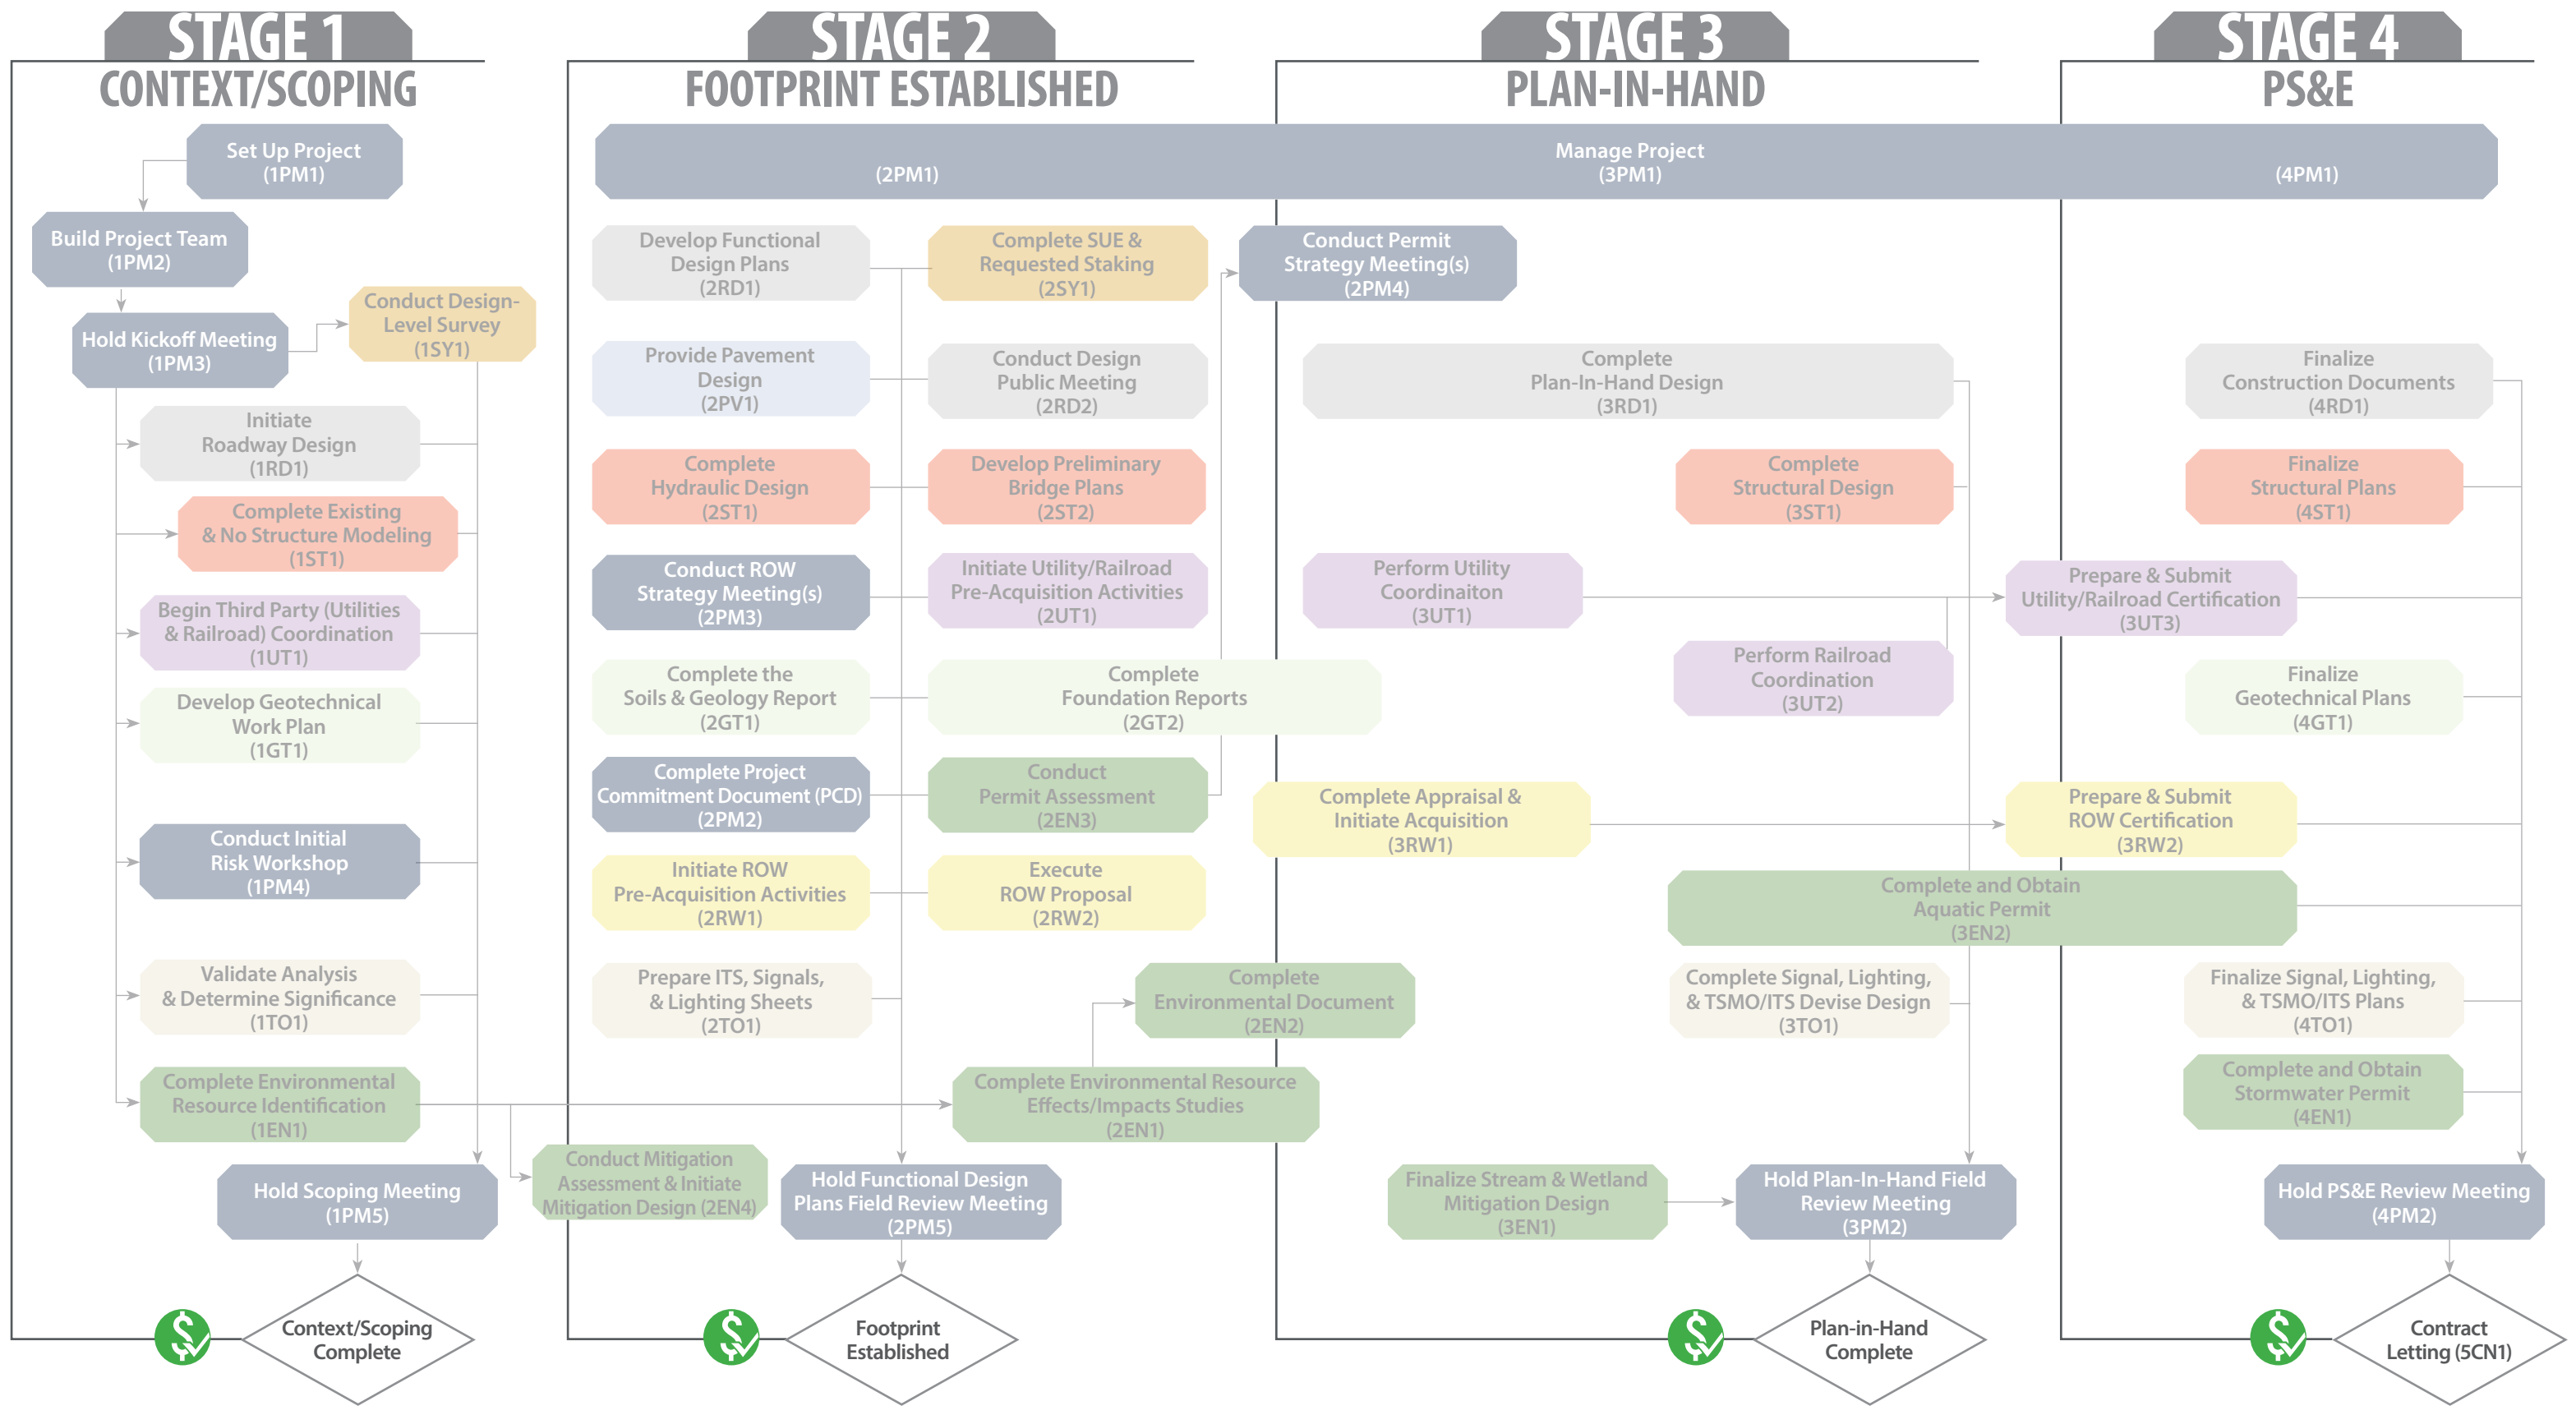 STAGE 1
CONTEXT/SCOPING
Set Up Project
(1PM1)
Build Project Team
(1PM2)
Hold Kickoff Meeting
(1PM3)
Conduct Design-
Level Survey
(1SY1)
Initiate
Roadway Design
(1RD1)
Complete Existing
& No Structure Modeling
(1ST1)
Begin Third Party (Utilities
& Railroad) Coordination
(1UT1)
Develop Geotechnical
Work Plan
(1GT1)
Conduct Initial
Risk Workshop
(1PM4)
Validate Analysis
& Determine Significance
(1TO1)
Complete Environmental
Resource Identification
(1EN1)
Hold Scoping Meeting
(1PM5)
Context/Scoping
Complete
STAGE 2
FOOTPRINT ESTABLISHED
Manage Project
(2PM1)
(3PM1)
(4PM1)
Develop Functional
Design Plans
(2RD1)
Complete SUE &
Requested Staking
(2SY1)
Conduct Permit
Strategy Meeting(s)
(2PM4)
Provide Pavement
Design
(2PV1)
Conduct Design
Public Meeting
(2RD2)
Complete
Hydraulic Design
(2ST1)
Develop Preliminary
Bridge Plans
(2ST2)
Conduct ROW
Strategy Meeting(s)
(2PM3)
Initiate Utility/Railroad
Pre-Acquisition Activities
(2UT1)
Complete the
Soils & Geology Report
(2GT1)
Complete
Foundation Reports
(2GT2)
Complete Project
Commitment Document (PCD)
(2PM2)
Conduct
Permit Assessment
(2EN3)
Initiate ROW
Pre-Acquisition Activities
(2RW1)
Execute
ROW Proposal
(2RW2)
Prepare ITS, Signals,
& Lighting Sheets
(2TO1)
Complete
Environmental Document
(2EN2)
Complete Environmental Resource
Effects/Impacts Studies
(2EN1)
Conduct Mitigation
Assessment & Initiate
Mitigation Design (2EN4)
Hold Functional Design
Plans Field Review Meeting
(2PM5)
Footprint
Established
STAGE 3
PLAN-IN-HAND
Complete
Plan-In-Hand Design
(3RD1)
Complete
Structural Design
(3ST1)
Perform Utility
Coordinaiton
(3UT1)
Perform Railroad
Coordination
(3UT2)
Prepare & Submit
Utility/Railroad Certification
(3UT3)
Complete Appraisal &
Initiate Acquisition
(3RW1)
Prepare & Submit
ROW Certification
(3RW2)
Complete and Obtain
Aquatic Permit
(3EN2)
Complete Signal, Lighting,
& TSMO/ITS Devise Design
(3TO1)
Finalize Stream & Wetland
Mitigation Design
(3EN1)
Hold Plan-In-Hand Field
Review Meeting
(3PM2)
Plan-in-Hand
Complete
STAGE 4
PS&E
Finalize
Construction Documents
(4RD1)
Finalize
Structural Plans
(4ST1)
Finalize
Geotechnical Plans
(4GT1)
Finalize Signal, Lighting,
& TSMO/ITS Plans
(4TO1)
Complete and Obtain
Stormwater Permit
(4EN1)
Hold PS&E Review Meeting
(4PM2)
Contract
Letting (5CN1)